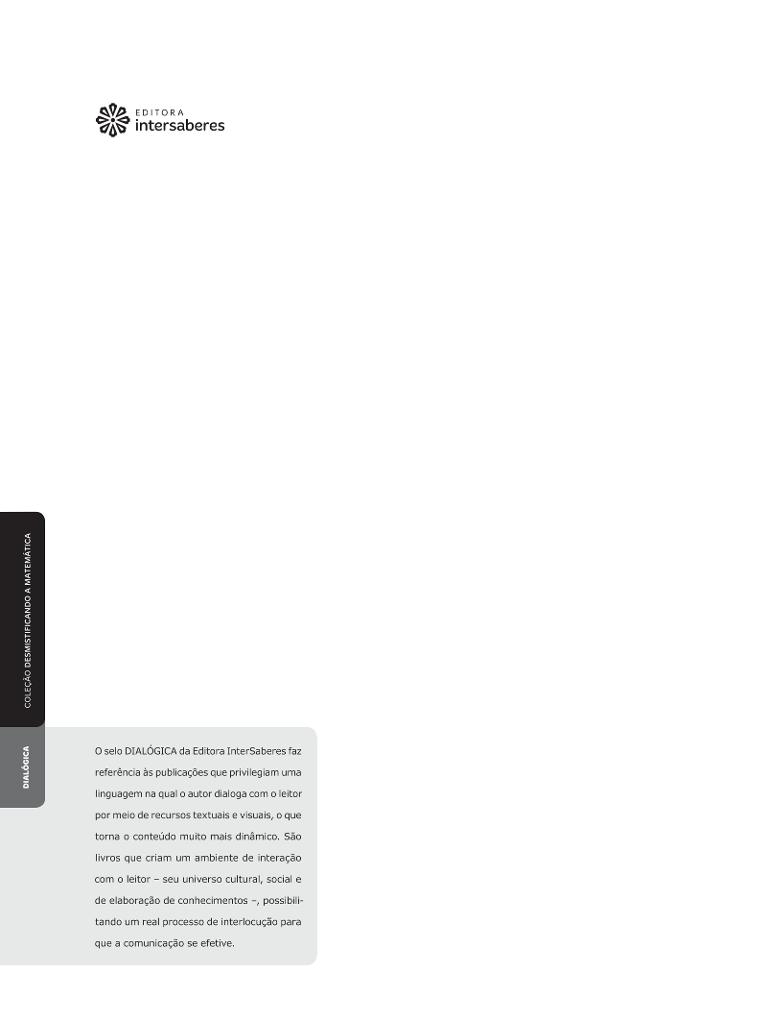 EDITORA
intersaberes
COLEÇÃO DESMISTIFICANDO A MATEMÁTICA
DIALÓGICA
O selo DIALÓGICA da Editora InterSaberes faz
referência às publicações que privilegiam uma
linguagem na qual o autor dialoga com o leitor
por meio de recursos textuais e visuais, o que
torna o conteúdo muito mais dinâmico. São
livros que criam um ambiente de interação
com o leitor – seu universo cultural, social e
de elaboração de conhecimentos –, possibili-
tando um real processo de interlocução para
que a comunicação se efetive.